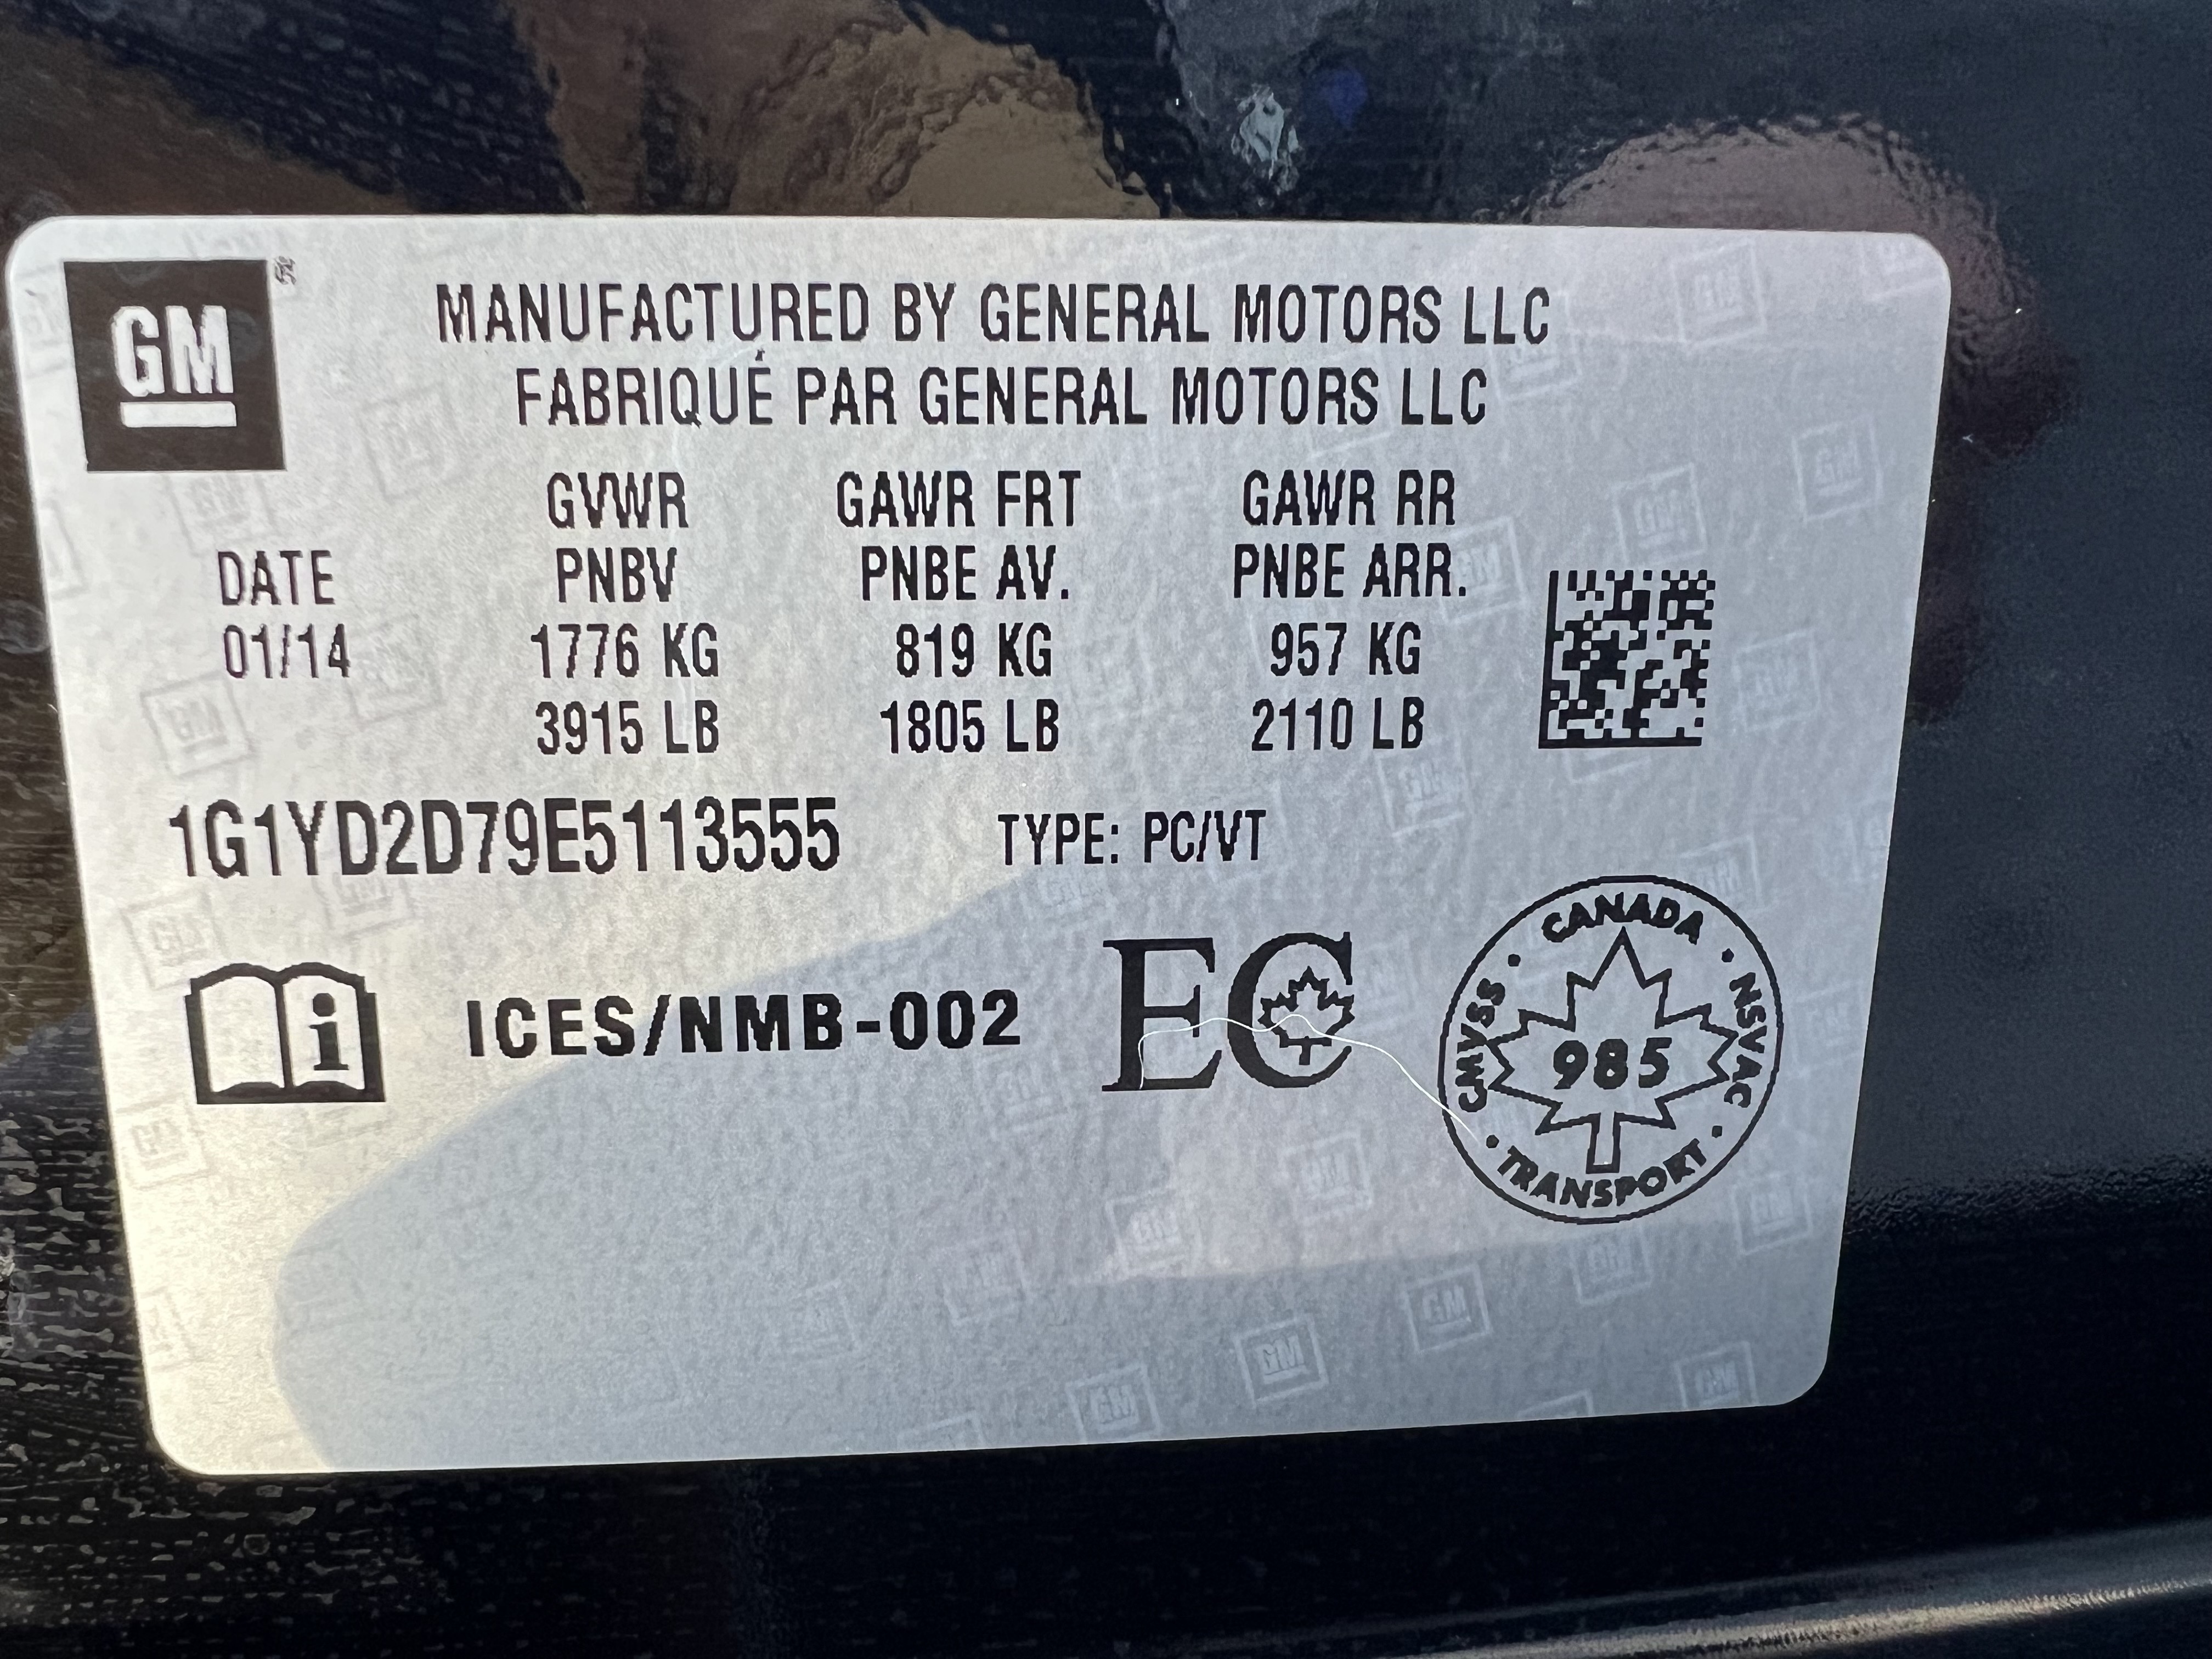 GM ®
MANUFACTURED BY GENERAL MOTORS LLC
FABRIQUÉ PAR GENERAL MOTORS LLC
GVWR GAWR FRT GAWR RR
DATE PNBV PNBE AV. PNBE ARR.
01/14 1776 KG 819 KG 957 KG
3915 LB 1805 LB 2110 LB
1G1YD2D79E5113555 TYPE: PC/VT
i ICES/NMB-002 EC
CANADA · NSVAC · TRANSPORT · CMVSS ·
985